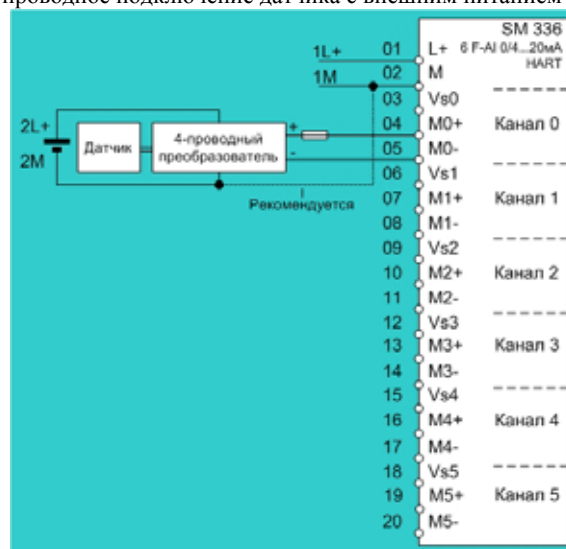 проводное подключение датчика с внешним питанием
SM 336
1L+ 01 L+ 6 F-AI 0/4...20мА
HART
1M 02 M
03 Vs0
2L+ + 04 M0+ Канал 0
Датчик 4-проводный преобразователь
2M - 05 M0-
06 Vs1
Рекомендуется 07 M1+ Канал 1
08 M1-
09 Vs2
10 M2+ Канал 2
11 M2-
12 Vs3
13 M3+ Канал 3
14 M3-
15 Vs4
16 M4+ Канал 4
17 M4-
18 Vs5
19 M5+ Канал 5
20 M5-